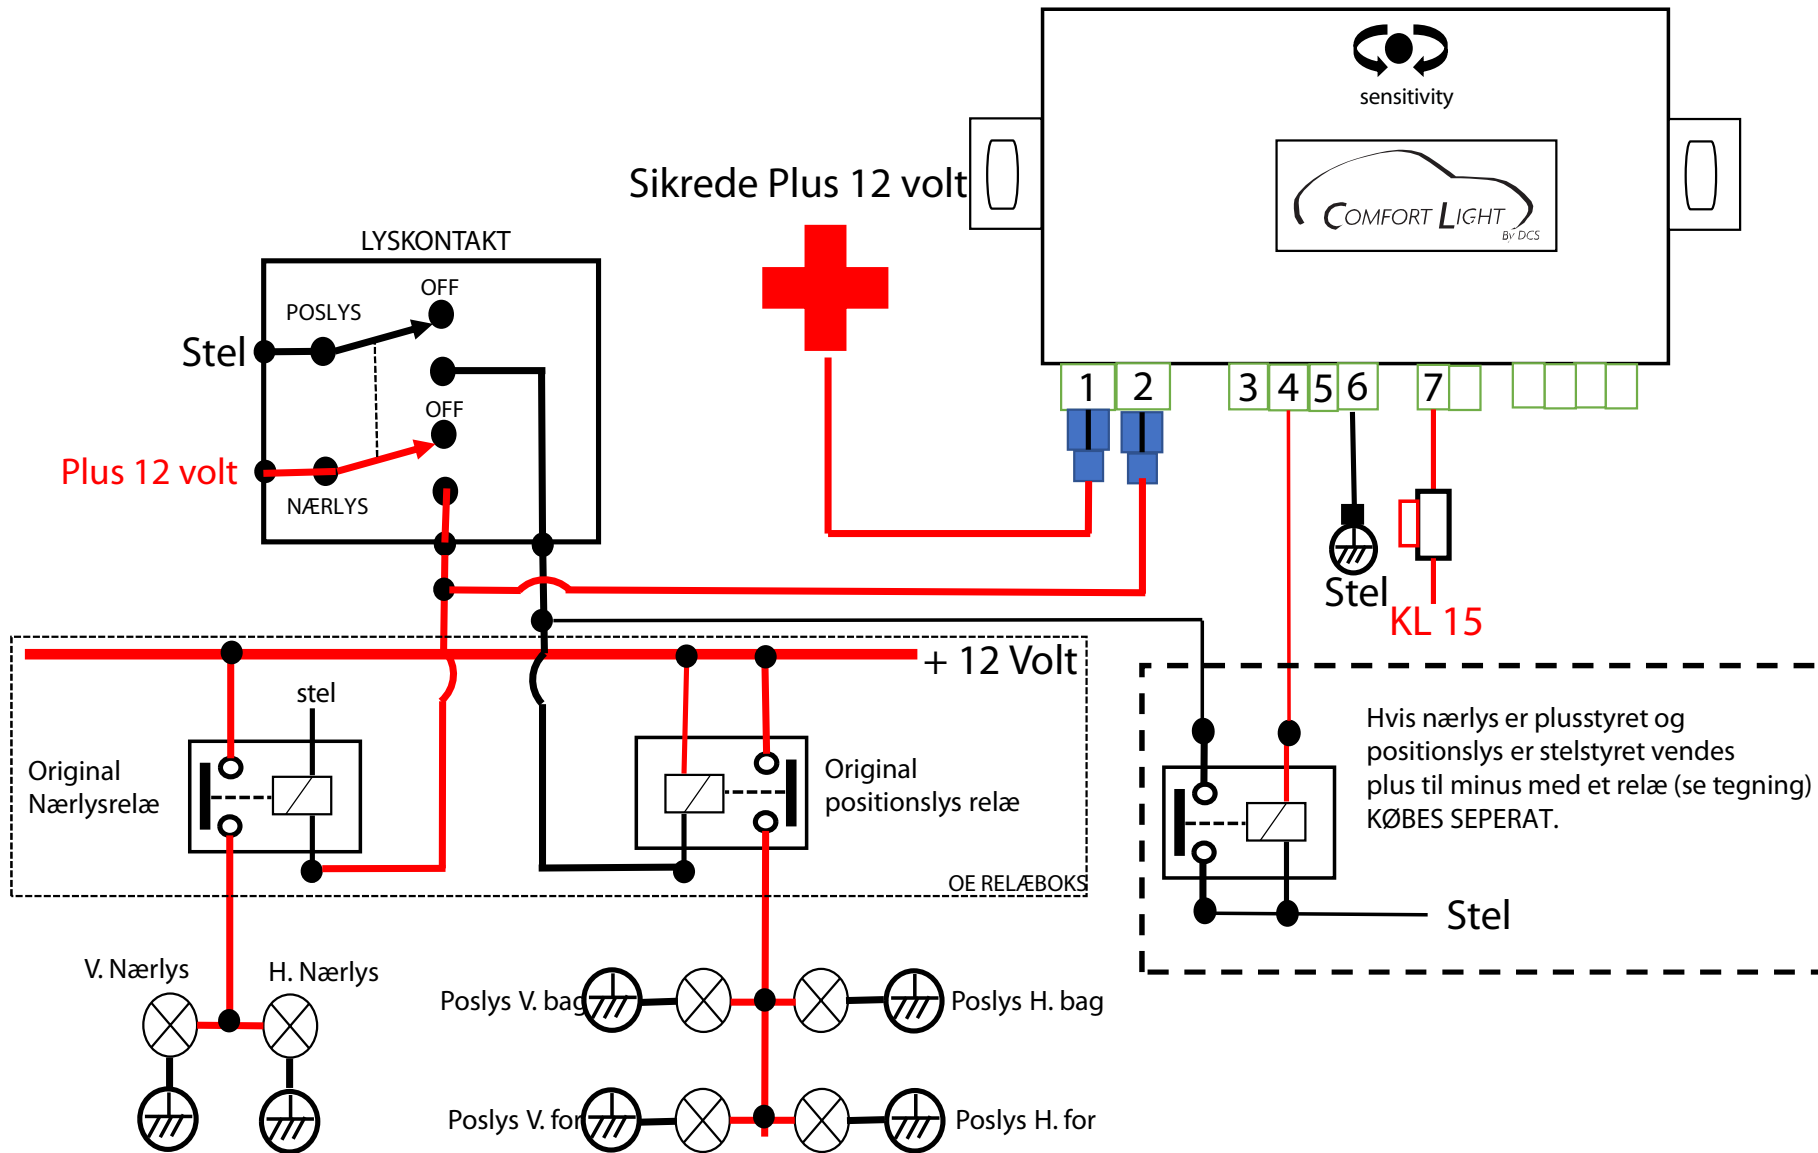 sensitivity
COMFORT LIGHT
By DCS
Sikrede Plus 12 volt
LYSKONTAKT
OFF
POSLYS
Stel
OFF
Plus 12 volt
NÆRLYS
1
2
3
4
5
6
7
Stel
KL 15
+ 12 Volt
stel
Original
Nærlysrelæ
Original
positionslys relæ
OE RELÆBOKS
Hvis nærlys er plusstyret og
positionslys er stelstyret vendes
plus til minus med et relæ (se tegning)
KØBES SEPERAT.
Stel
V. Nærlys
H. Nærlys
Poslys V. bag
Poslys H. bag
Poslys V. for
Poslys H. for